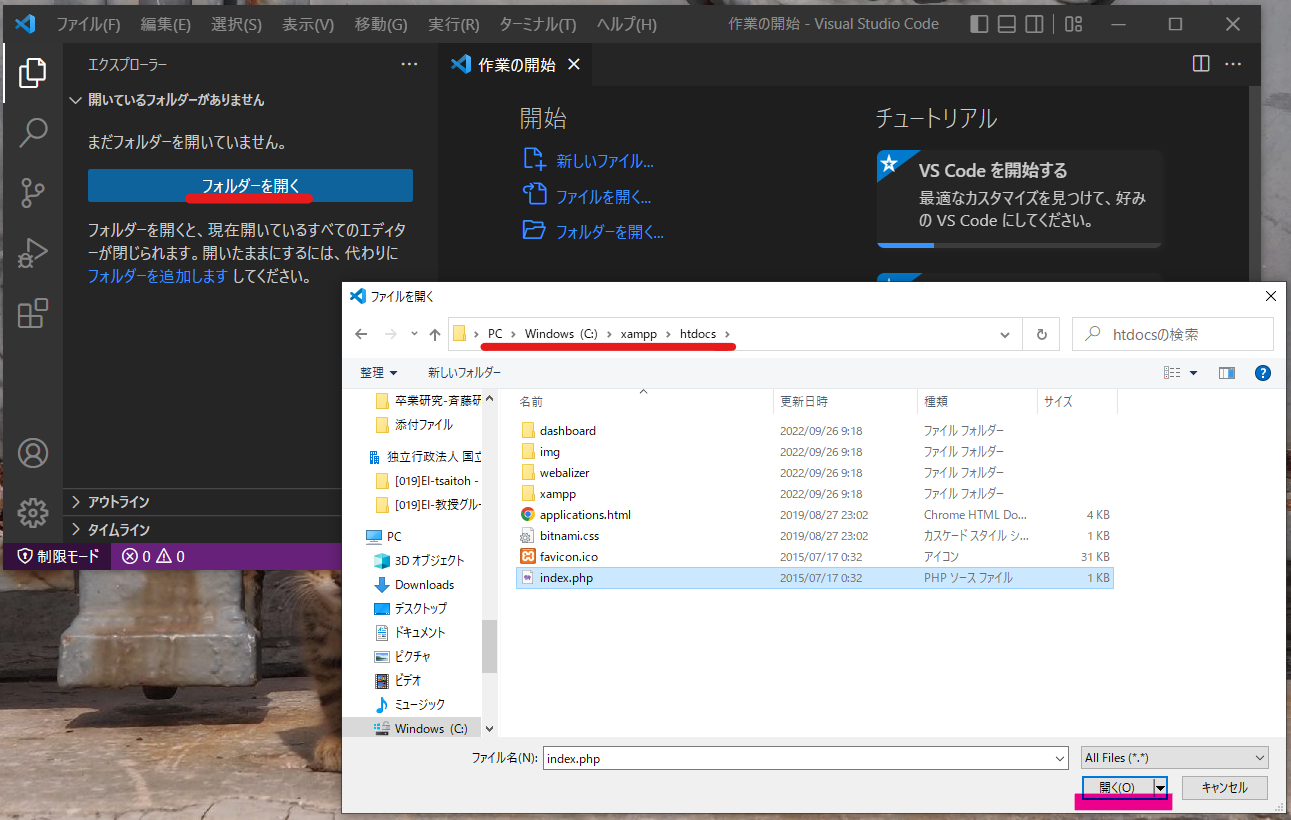 ファイル(F) 編集(E) 選択(S) 表示(V) 移動(G) 実行(R) ターミナル(T) ヘルプ(H) 作業の開始 - Visual Studio Code
エクスプローラー
作業の開始
開いているフォルダーがありません
まだフォルダーを開いていません。
フォルダーを開く
フォルダーを開くと、現在開いているすべてのエディタ
ーが閉じられます。開いたままにするには、代わりに
フォルダーを追加します してください。
アウトライン
タイムライン
制限モード 0 0
開始
新しいファイル...
ファイルを開く...
フォルダーを開く...
チュートリアル
VS Code を開始する
最適なカスタマイズを見つけて、好み
の VS Code にしてください。
ファイルを開く
PC Windows (C:) xampp htdocs
htdocsの検索
整理 新しいフォルダー
卒業研究-斉藤研
添付ファイル
独立行政法人 国立
[019]EI-tsaitoh -
[019]EI-教授グルー
PC
3D オブジェクト
Downloads
デスクトップ
ドキュメント
ピクチャ
ビデオ
ミュージック
Windows (C:)
名前 更新日時 種類 サイズ
dashboard 2022/09/26 9:18 ファイル フォルダー
img 2022/09/26 9:18 ファイル フォルダー
webalizer 2022/09/26 9:18 ファイル フォルダー
xampp 2022/09/26 9:18 ファイル フォルダー
applications.html 2019/08/27 23:02 Chrome HTML Do... 4 KB
bitnami.css 2019/08/27 23:02 カスケード スタイル シ... 1 KB
favicon.ico 2015/07/17 0:32 アイコン 31 KB
index.php 2015/07/17 0:32 PHP ソース ファイル 1 KB
ファイル名(N): index.php All Files (*.*)
開く(O) キャンセル